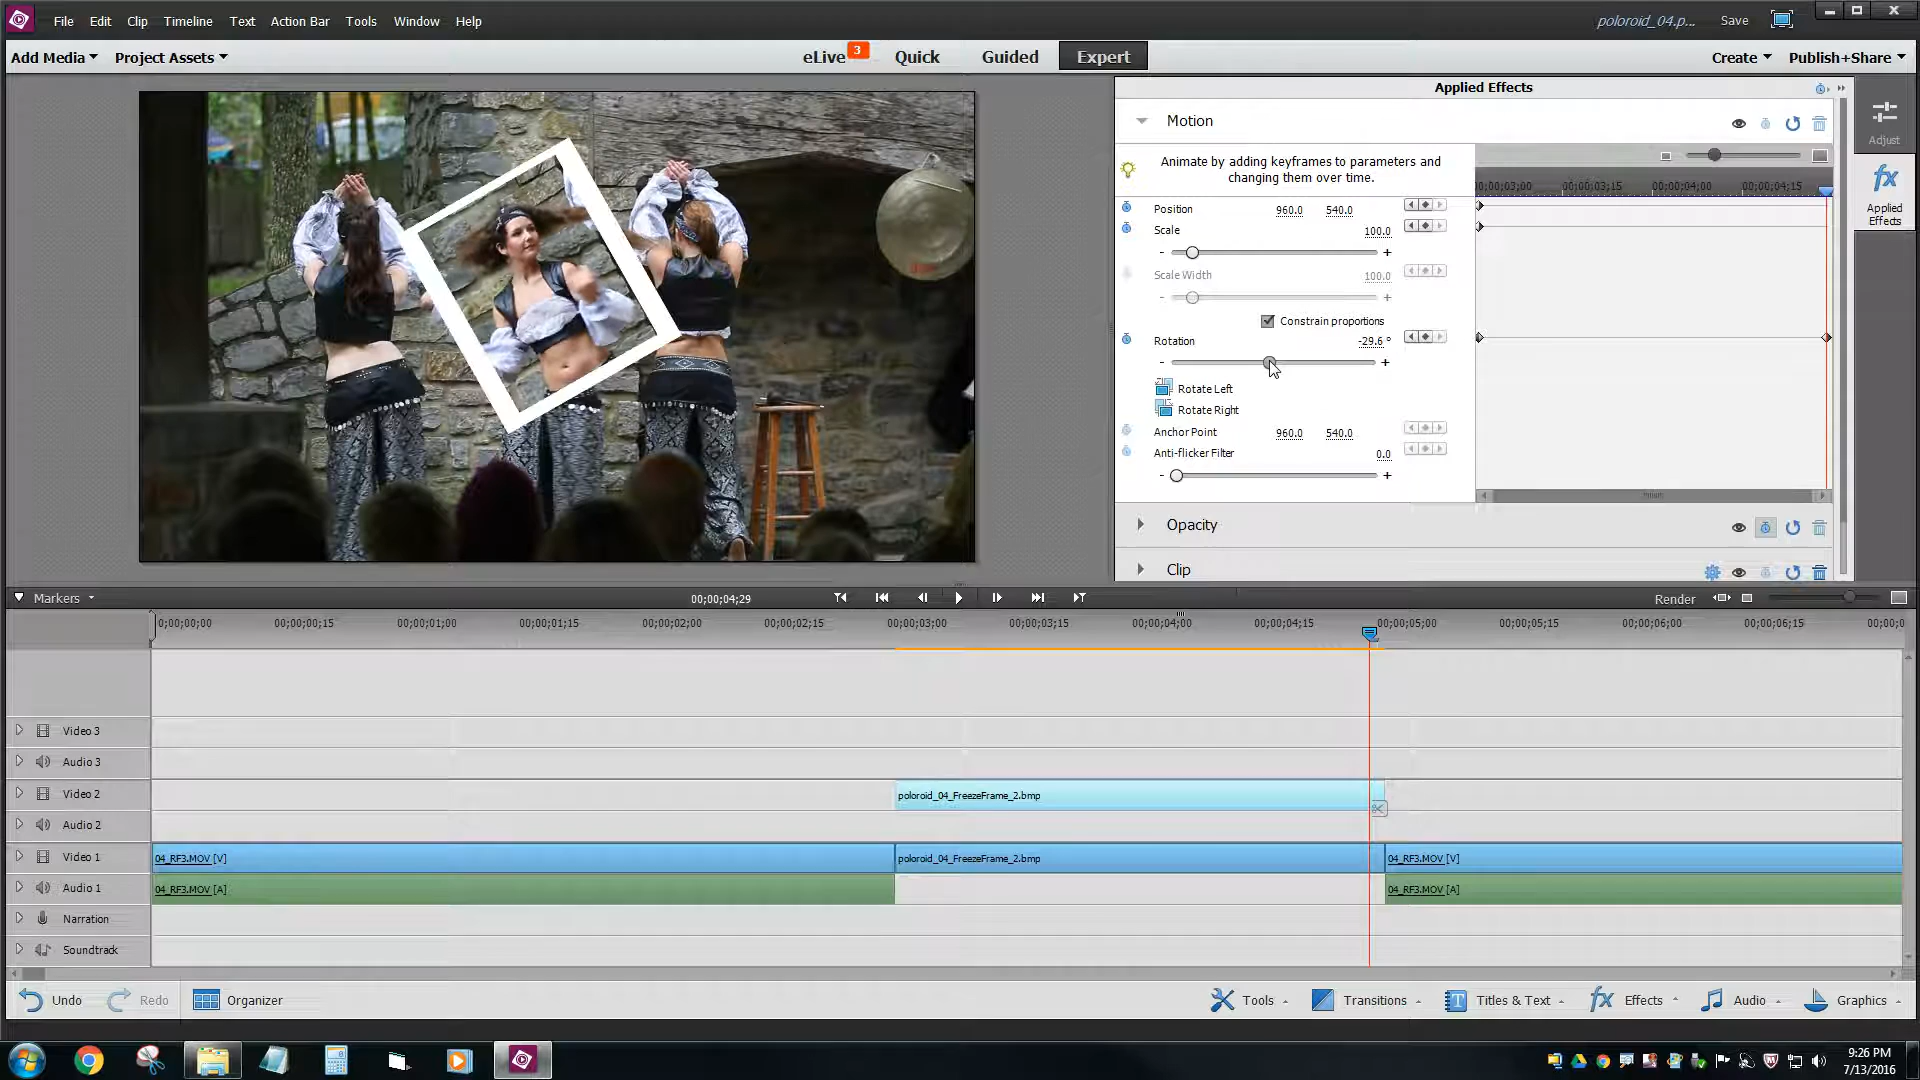 File Edit Clip Timeline Text Action Bar Tools Window Help poloroid_04.p... Save
Add Media Project Assets eLive 3 Quick Guided Expert Create Publish+Share
Applied Effects
Motion
Adjust
Animate by adding keyframes to parameters and
changing them over time.
00;00;03;00 00;00;03;15 00;00;04;00 00;00;04;15
Applied
Effects
Position 960.0 540.0
Scale 100.0
- +
Scale Width 100.0
- +
Constrain proportions
Rotation -29.6 °
- +
Rotate Left
Rotate Right
Anchor Point 960.0 540.0
Anti-flicker Filter 0.0
- +
Opacity
Clip
Markers 00;00;04;29 Render
0;00;00;00 00;00;00;15 00;00;01;00 00;00;01;15 00;00;02;00 00;00;02;15 00;00;03;00 00;00;03;15 00;00;04;00 00;00;04;15 00;00;05;00 00;00;05;15 00;00;06;00 00;00;06;15 00;00;0
Video 3
Audio 3
Video 2 poloroid_04_FreezeFrame_2.bmp
Audio 2
Video 1 04_RF3.MOV [V] poloroid_04_FreezeFrame_2.bmp 04_RF3.MOV [V]
Audio 1 04_RF3.MOV [A] 04_RF3.MOV [A]
Narration
Soundtrack
Undo Redo Organizer Tools Transitions Titles & Text fx Effects Audio Graphics
9:26 PM
7/13/2016